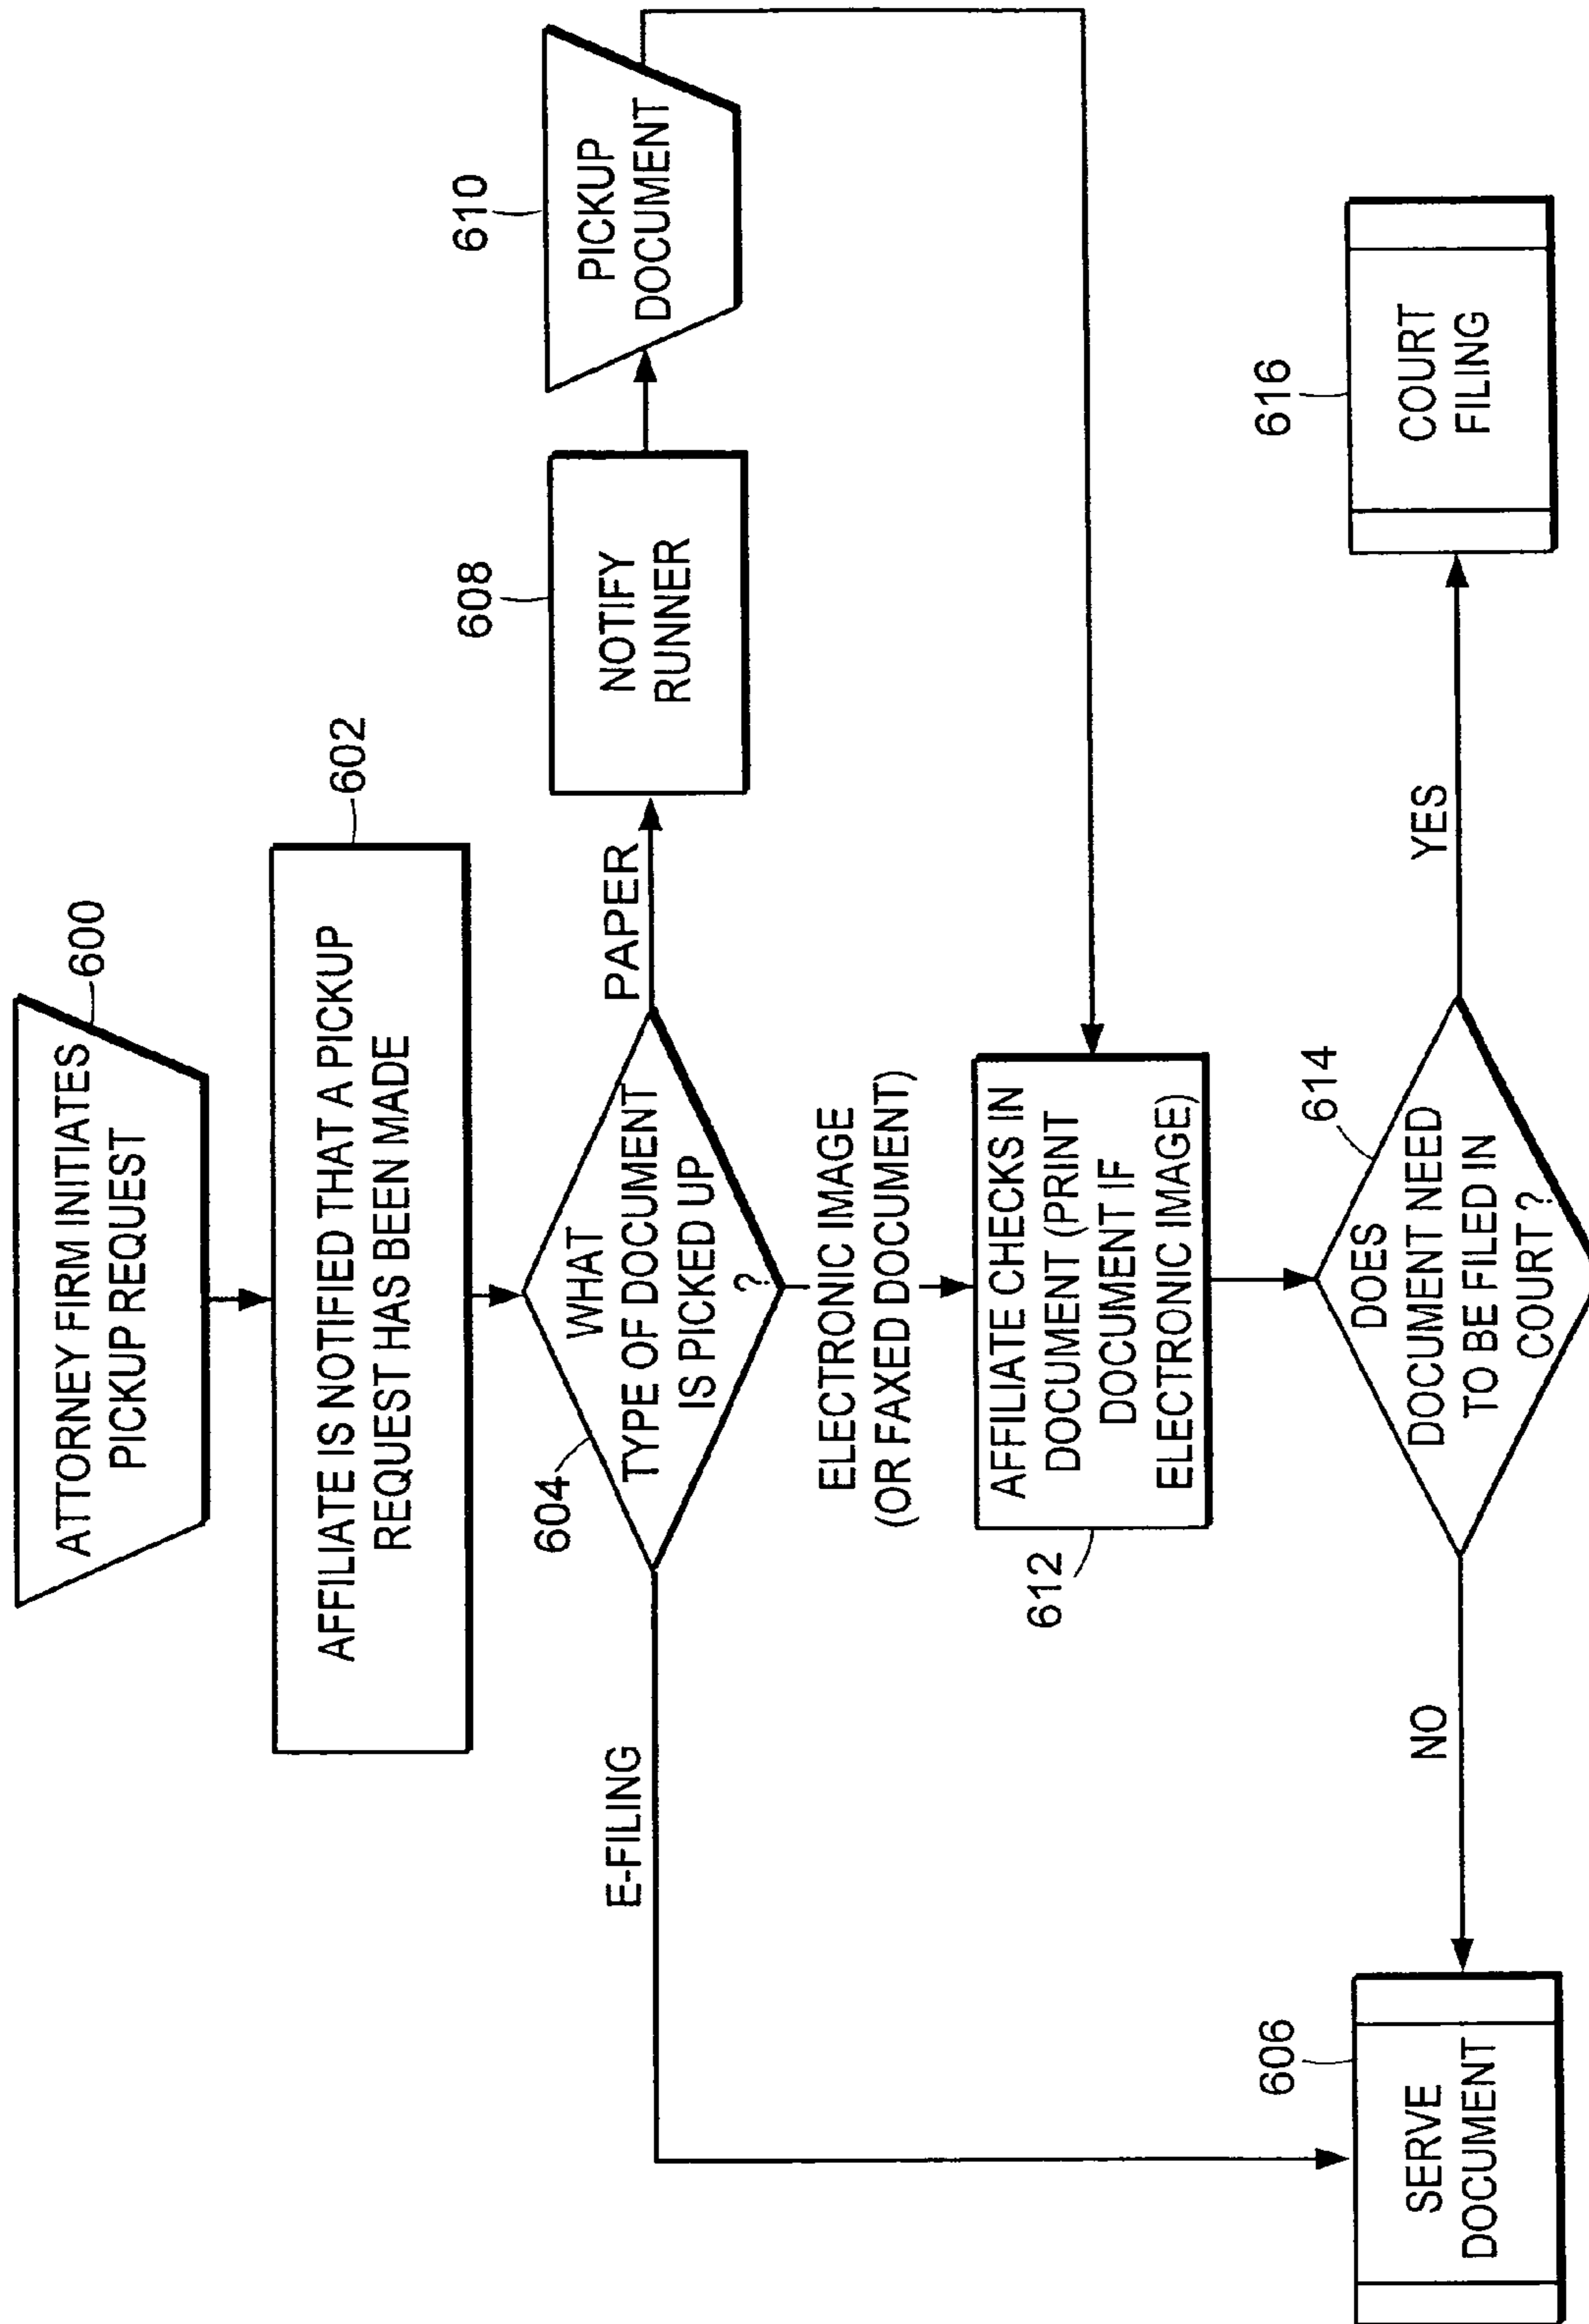 ATTORNEY FIRM INITIATES
PICKUP REQUEST
600
AFFILIATE IS NOTIFIED THAT A PICKUP
REQUEST HAS BEEN MADE
602
WHAT
TYPE OF DOCUMENT
IS PICKED UP
?
604
E-FILING
PAPER
NOTIFY
RUNNER
608
PICKUP
DOCUMENT
610
ELECTRONIC IMAGE
(OR FAXED DOCUMENT)
AFFILIATE CHECKS IN
DOCUMENT (PRINT
DOCUMENT IF
ELECTRONIC IMAGE)
612
DOES
DOCUMENT NEED
TO BE FILED IN
COURT ?
614
NO
YES
SERVE
DOCUMENT
606
COURT
FILING
616